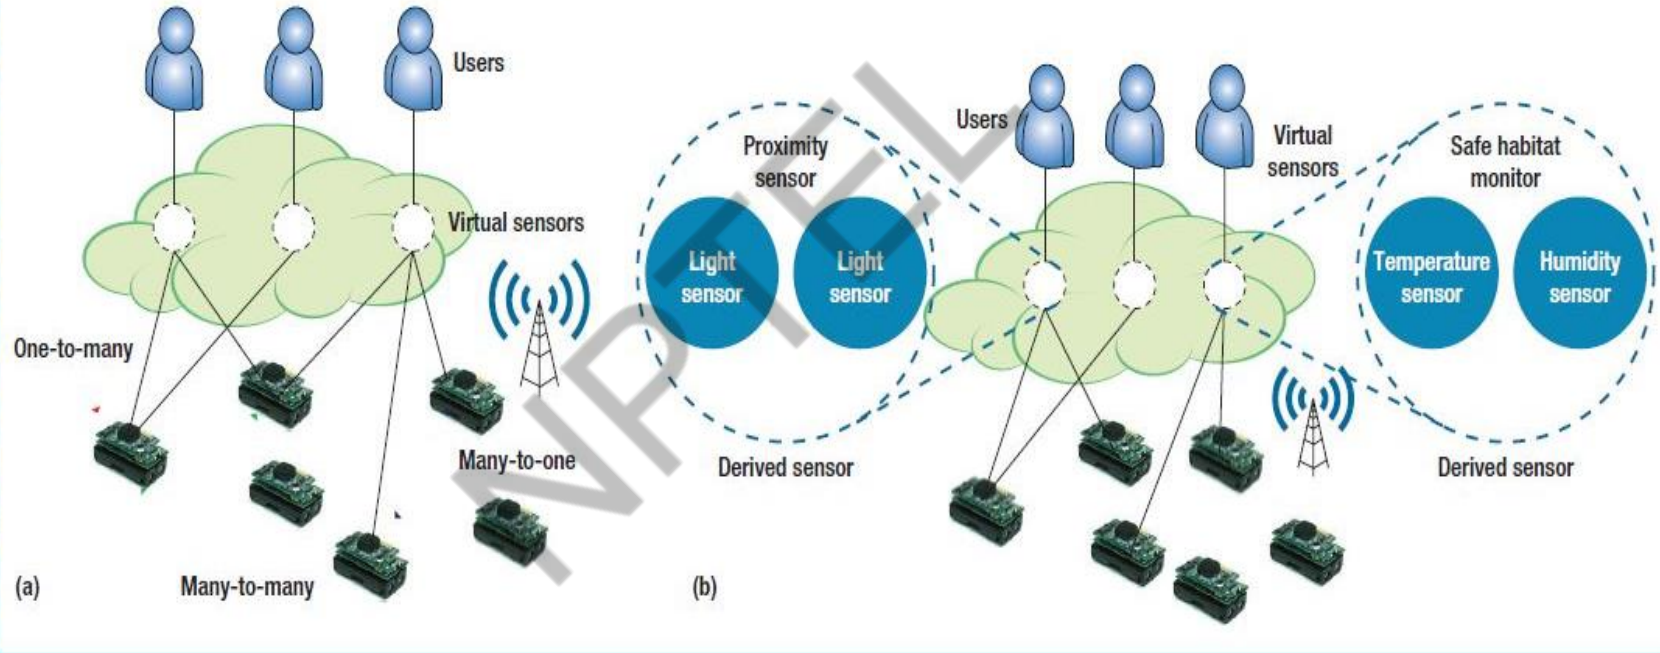 Users
Virtual sensors
One-to-many
Many-to-one
Many-to-many
(a)
Proximity
sensor
Light
sensor
Light
sensor
Derived sensor
Users
Virtual
sensors
Safe habitat
monitor
Temperature
sensor
Humidity
sensor
Derived sensor
(b)
NPTEL